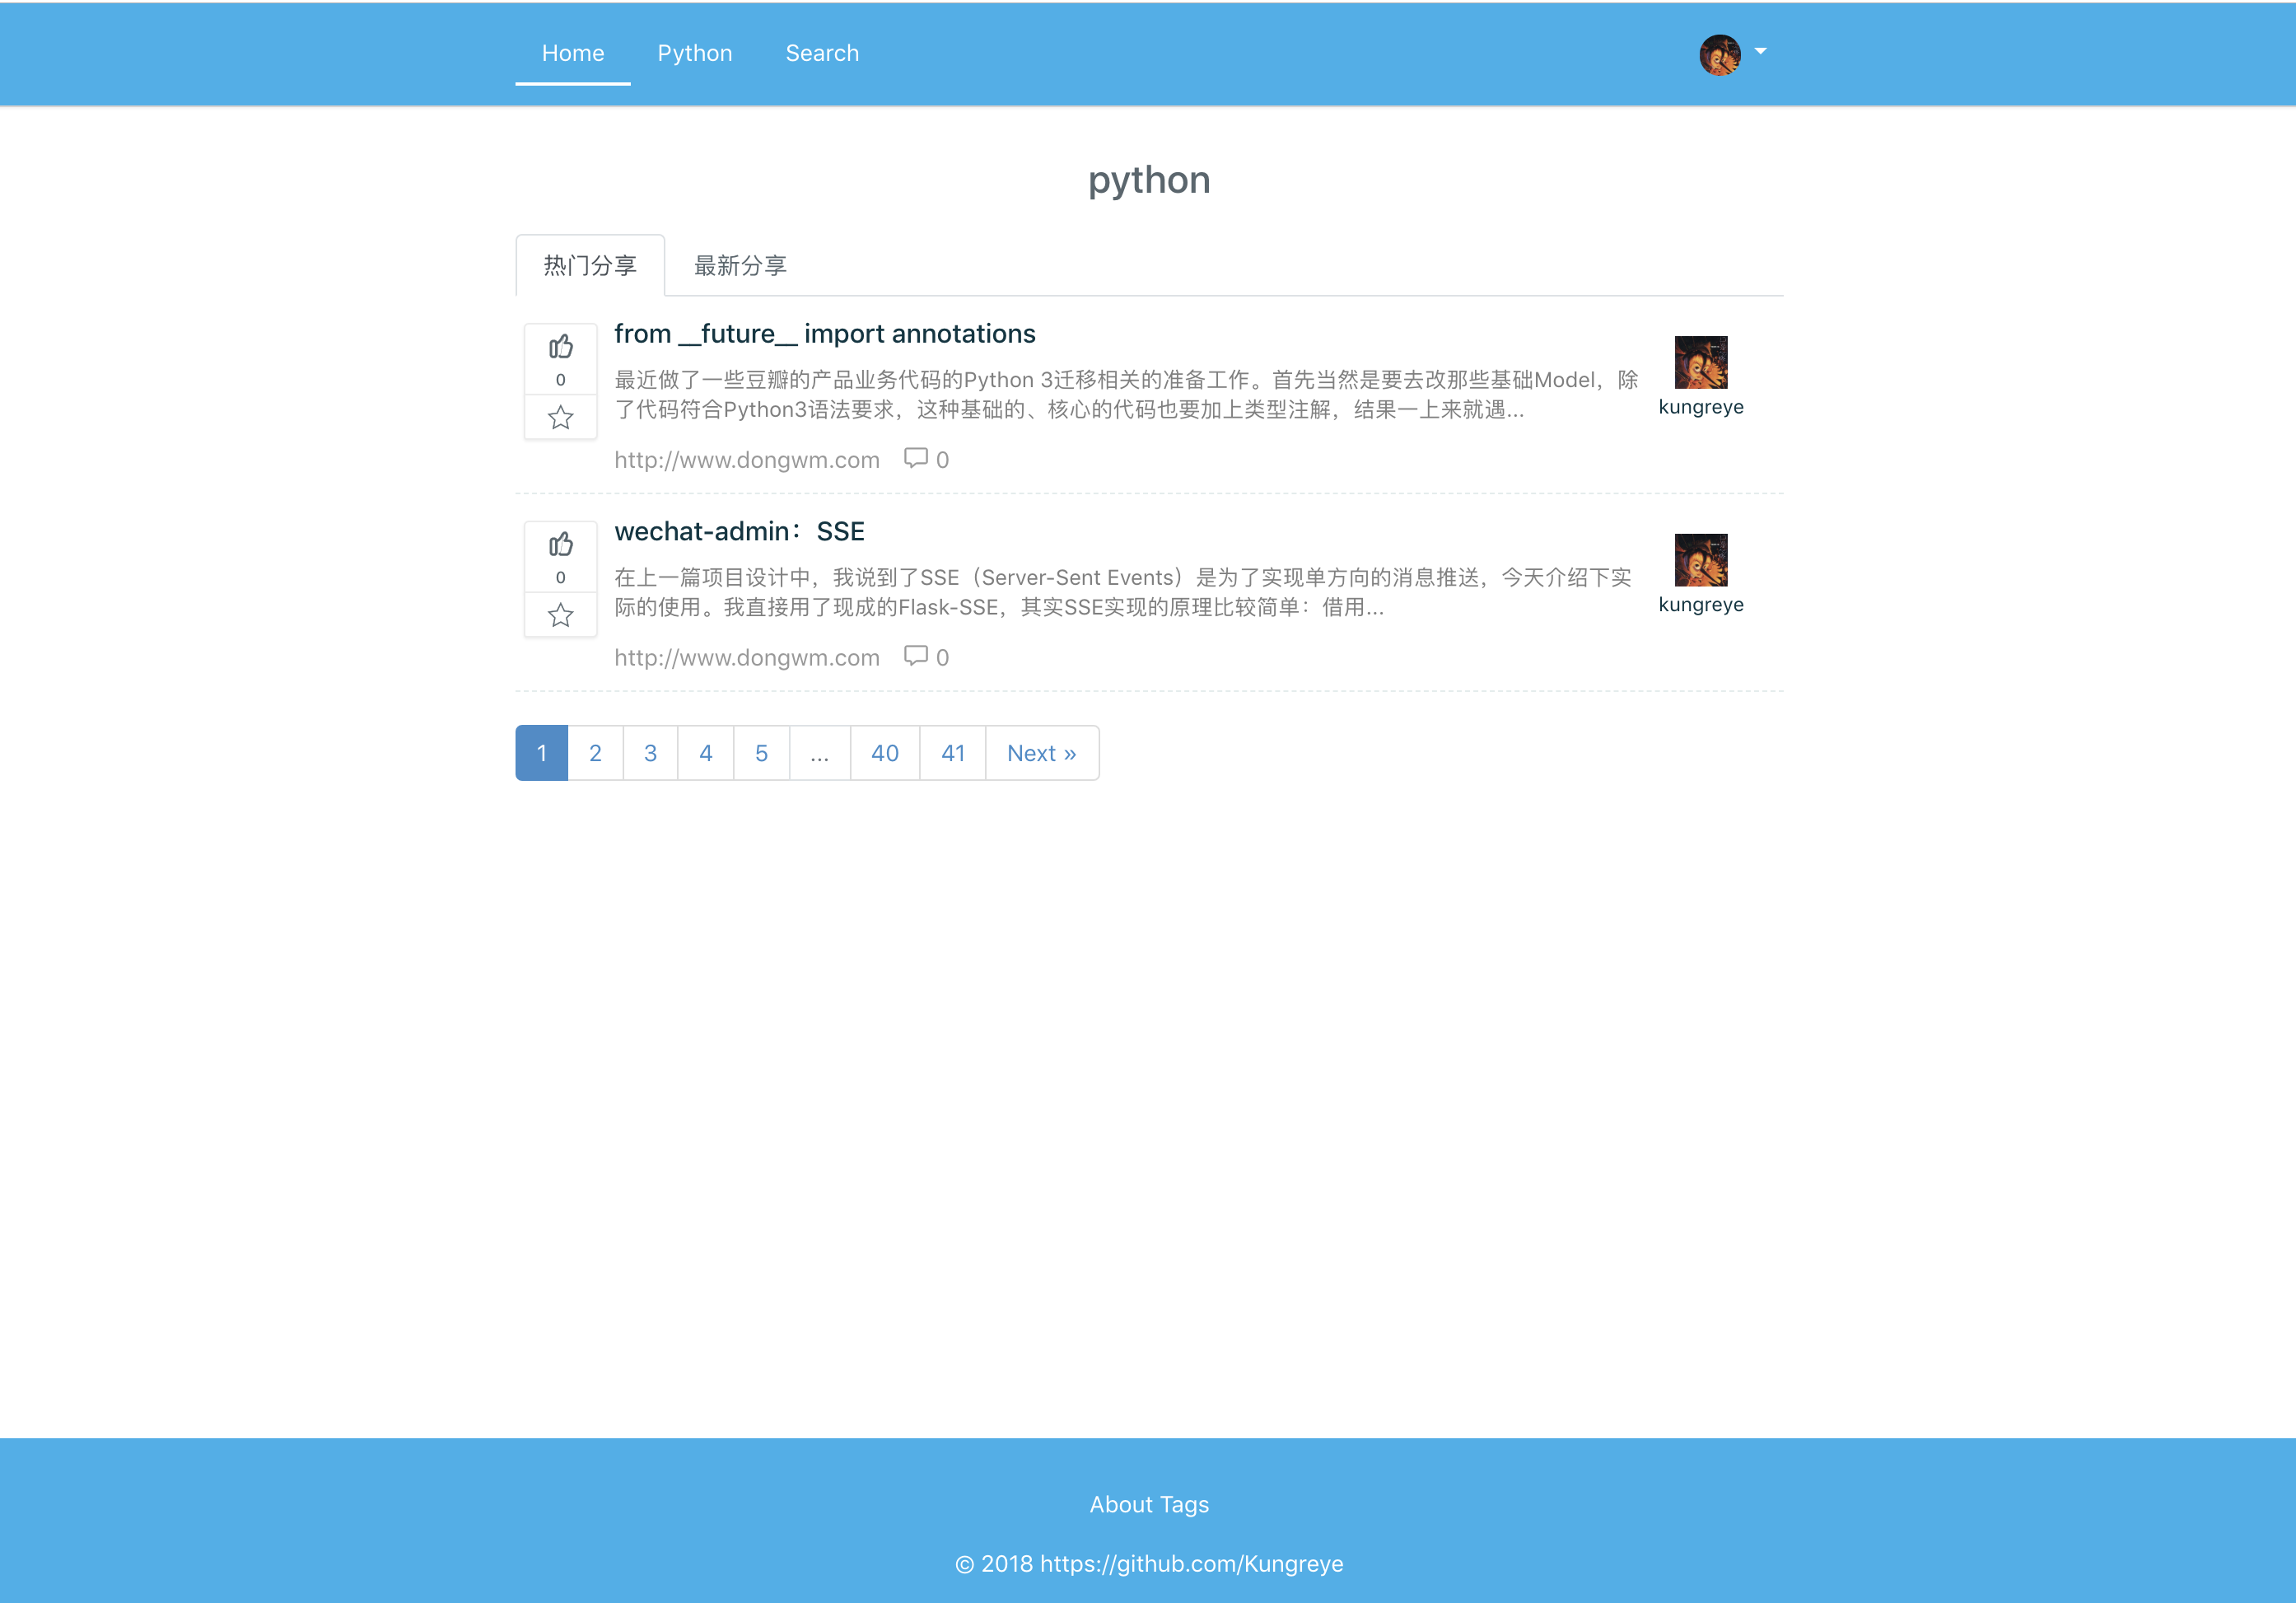 Home Python Search
python
热门分享 最新分享
from __future__ import annotations
0
最近做了一些豆瓣的产品业务代码的Python 3迁移相关的准备工作。首先当然是要去改那些基础Model，除
了代码符合Python3语法要求，这种基础的、核心的代码也要加上类型注解，结果一上来就遇...
kungreye
http://www.dongwm.com 0
wechat-admin：SSE
0
在上一篇项目设计中，我说到了SSE（Server-Sent Events）是为了实现单方向的消息推送，今天介绍下实
际的使用。我直接用了现成的Flask-SSE，其实SSE实现的原理比较简单：借用...
kungreye
http://www.dongwm.com 0
1 2 3 4 5 ... 40 41 Next »
About Tags
© 2018 https://github.com/Kungreye